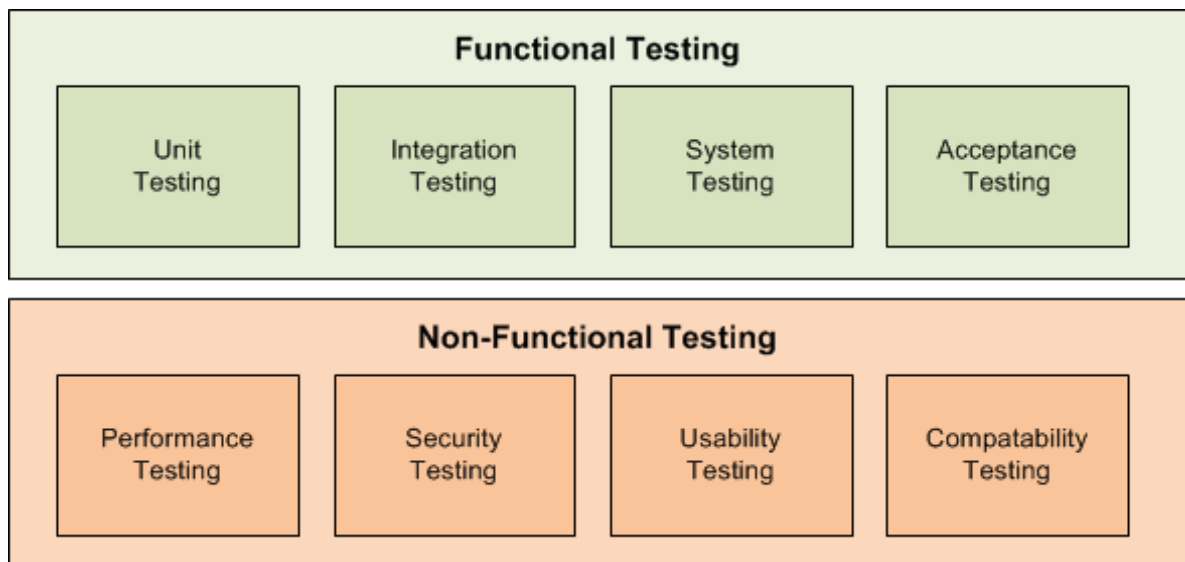 Functional Testing
Unit
Testing
Integration
Testing
System
Testing
Acceptance
Testing
Non-Functional Testing
Performance
Testing
Security
Testing
Usability
Testing
Compatability
Testing